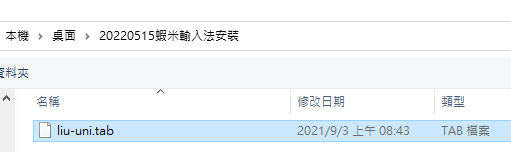 本機 > 桌面 > 20220515蝦米輸入法安裝
資料夾
名稱 修改日期 類型
liu-uni.tab 2021/9/3 上午 08:43 TAB 檔案